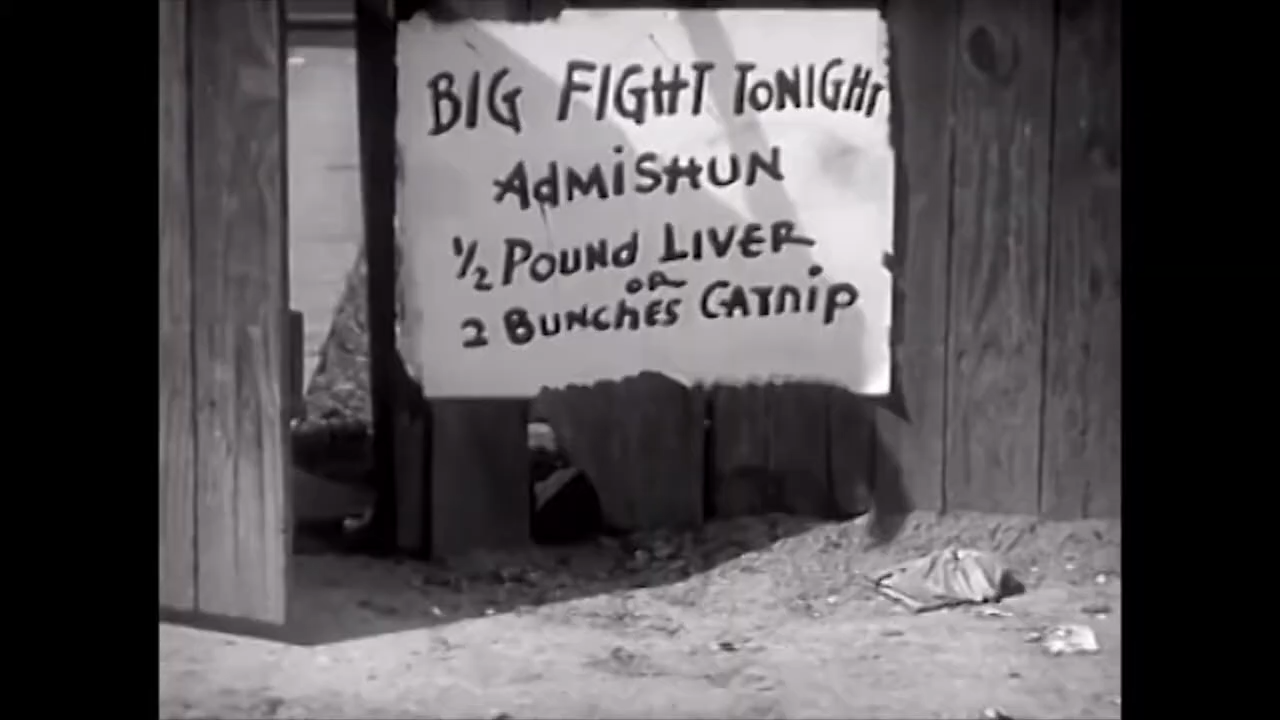 BIG FIGHT TONIGHT
ADMISHUN
1/2 POUND LIVER
OR
2 BUNCHES CATNIP